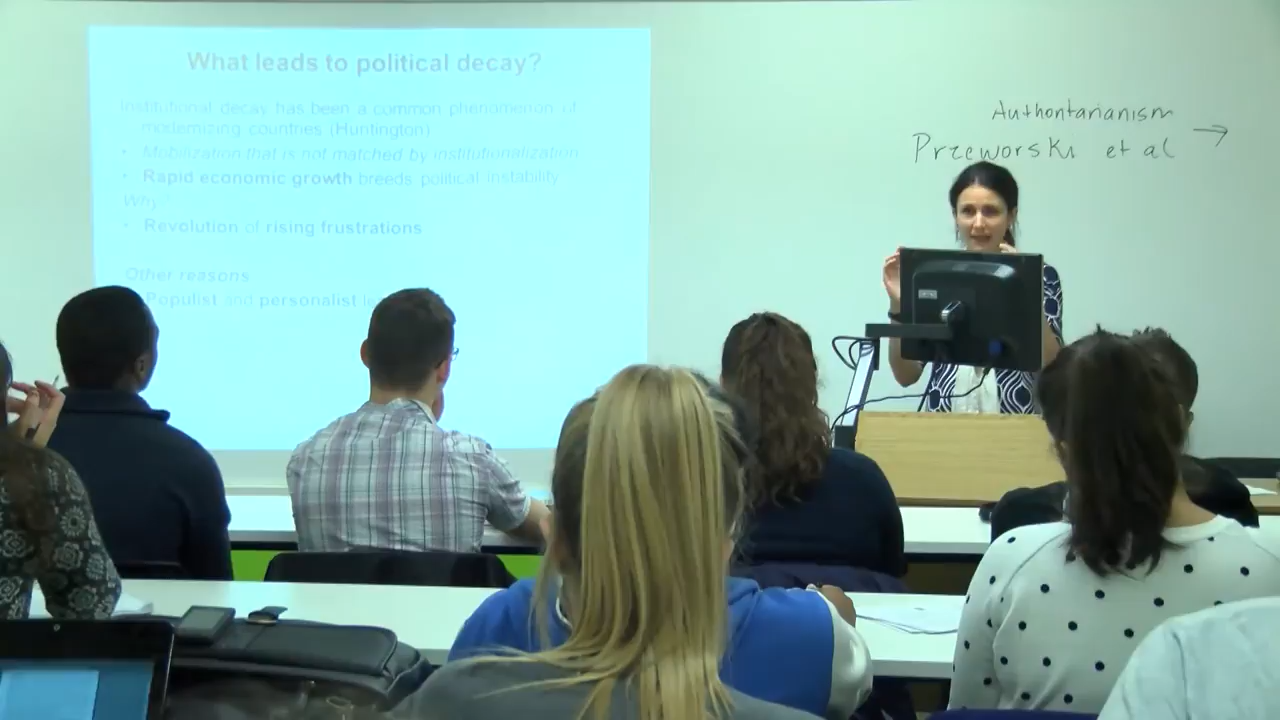 What leads to political decay?
Institutional decay has been a common phenomenon of
modernizing countries (Huntington)
• Mobilization that is not matched by institutionalization
• Rapid economic growth breeds political instability
Why
• Revolution of rising frustrations
Other reasons
Populist and personalist
Authoritarianism →
Przeworski et al